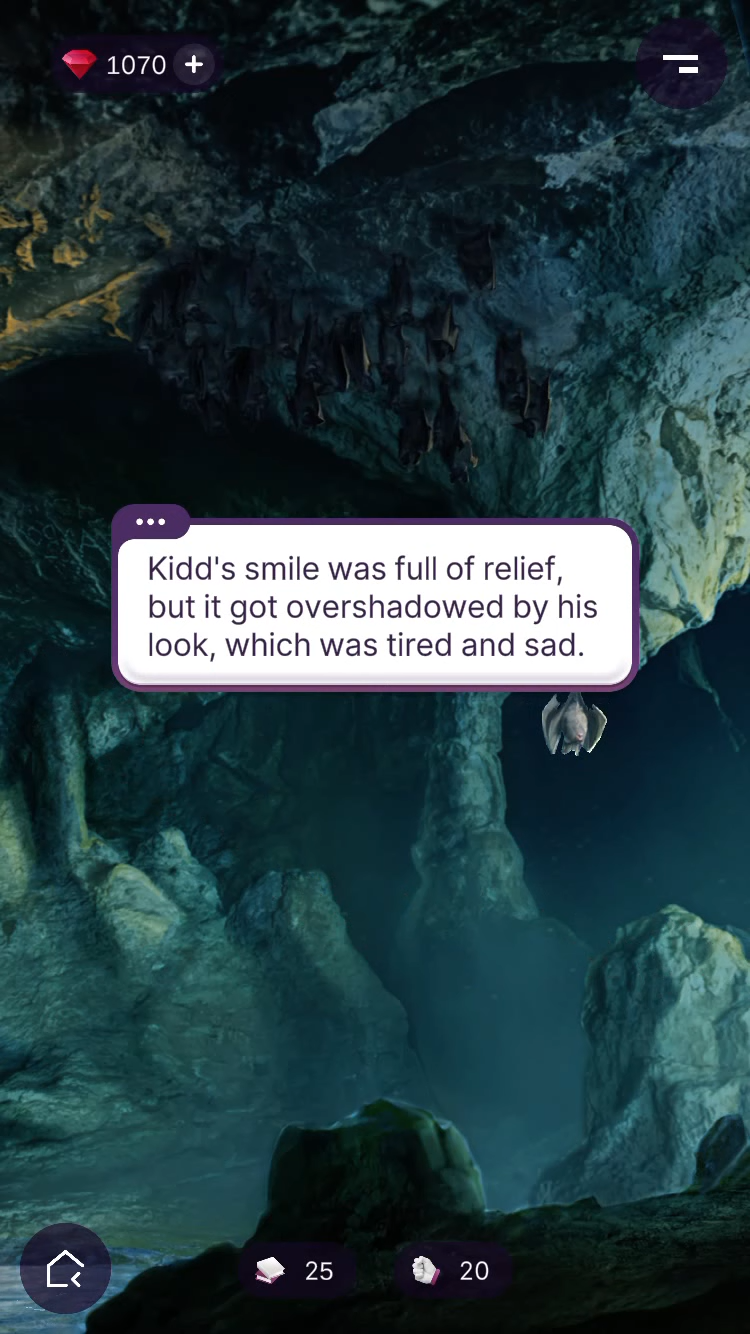 1070
Kidd's smile was full of relief,
but it got overshadowed by his
look, which was tired and sad.
25
20